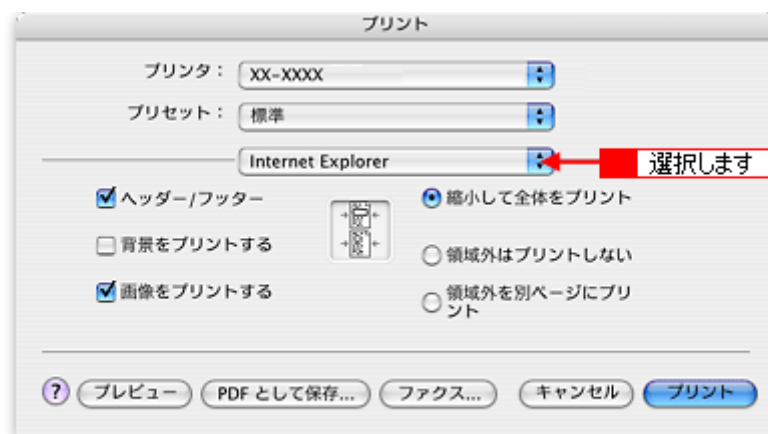 プリント
プリンタ： XX-XXXX
プリセット： 標準
Internet Explorer
選択します
ヘッダー/フッター
縮小して全体をプリント
背景をプリントする
領域外はプリントしない
画像をプリントする
領域外を別ページにプリ
ント
? プレビュー PDF として保存... ファクス... キャンセル プリント